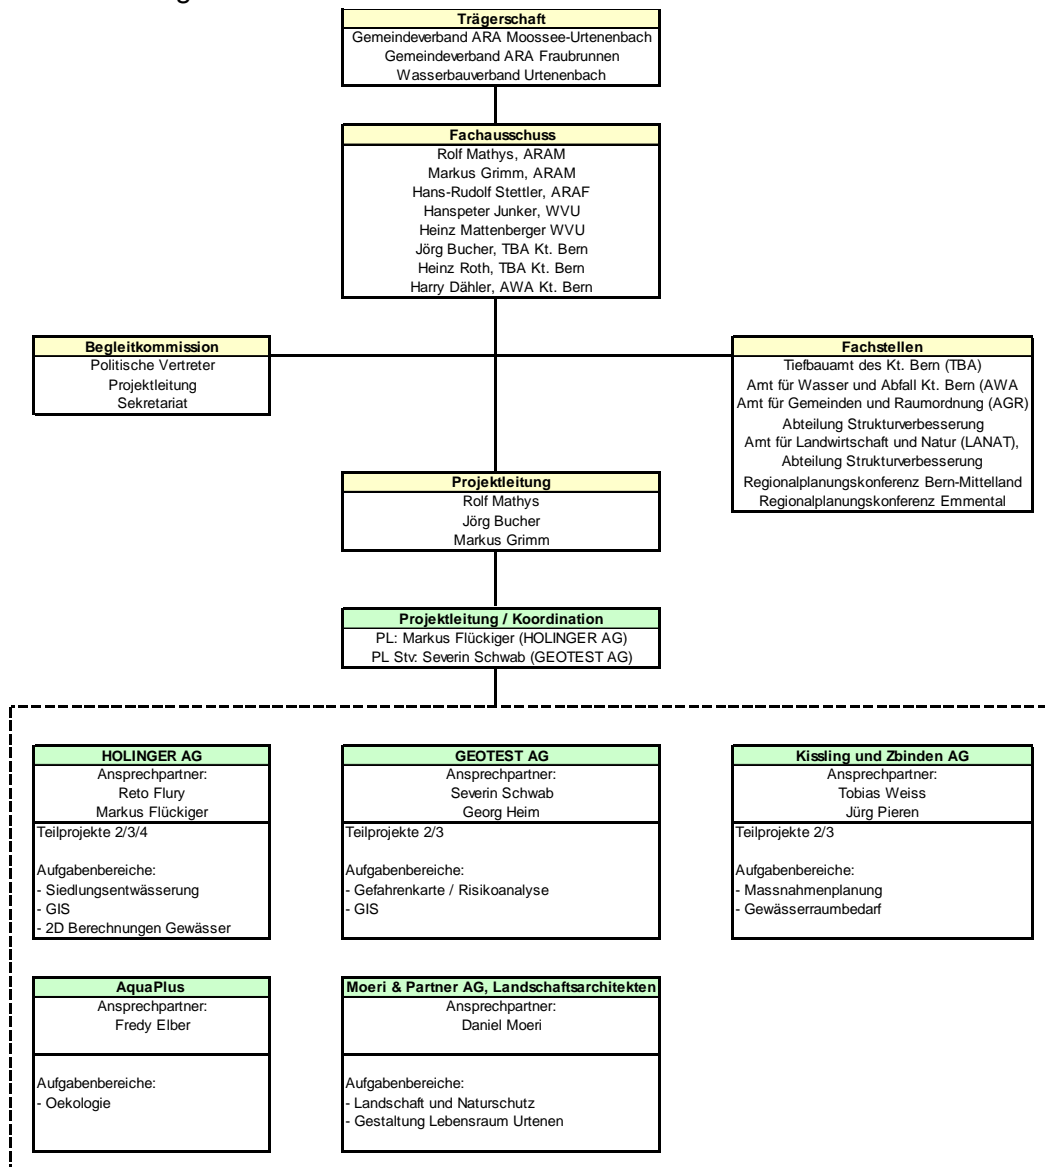 Trägerschaft
Gemeindeverband ARA Moossee-Urtenenbach
Gemeindeverband ARA Fraubrunnen
Wasserbauverband Urtenenbach
Fachausschuss
Rolf Mathys, ARAM
Markus Grimm, ARAM
Hans-Rudolf Stettler, ARAF
Hanspeter Junker, WVU
Heinz Mattenberger WVU
Jörg Bucher, TBA Kt. Bern
Heinz Roth, TBA Kt. Bern
Harry Dähler, AWA Kt. Bern
Begleitkommission
Politische Vertreter
Projektleitung
Sekretariat
Fachstellen
Tiefbauamt des Kt. Bern (TBA)
Amt für Wasser und Abfall Kt. Bern (AWA
Amt für Gemeinden und Raumordnung (AGR)
Abteilung Strukturverbesserung
Amt für Landwirtschaft und Natur (LANAT),
Abteilung Strukturverbesserung
Regionalplanungskonferenz Bern-Mittelland
Regionalplanungskonferenz Emmental
Projektleitung
Rolf Mathys
Jörg Bucher
Markus Grimm
Projektleitung / Koordination
PL: Markus Flückiger (HOLINGER AG)
PL Stv: Severin Schwab (GEOTEST AG)
HOLINGER AG
Ansprechpartner:
Reto Flury
Markus Flückiger
Teilprojekte 2/3/4
Aufgabenbereiche:
- Siedlungsentwässerung
- GIS
- 2D Berechnungen Gewässer
GEOTEST AG
Ansprechpartner:
Severin Schwab
Georg Heim
Teilprojekte 2/3
Aufgabenbereiche:
- Gefahrenkarte / Risikoanalyse
- GIS
Kissling und Zbinden AG
Ansprechpartner:
Tobias Weiss
Jürg Pieren
Teilprojekte 2/3
Aufgabenbereiche:
- Massnahmenplanung
- Gewässerraumbedarf
AquaPlus
Ansprechpartner:
Fredy Elber
Aufgabenbereiche:
- Oekologie
Moeri & Partner AG, Landschaftsarchitekten
Ansprechpartner:
Daniel Moeri
Aufgabenbereiche:
- Landschaft und Naturschutz
- Gestaltung Lebensraum Urtenen